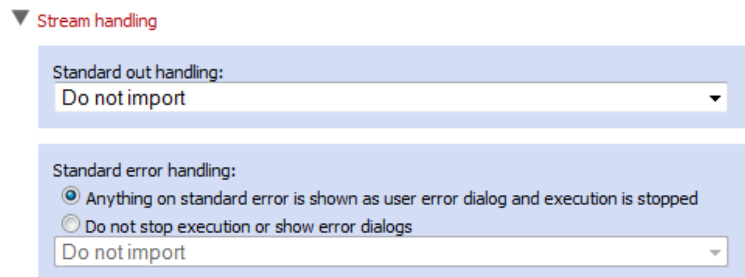 Stream handling
Standard out handling:
Do not import
Standard error handling:
Anything on standard error is shown as user error dialog and execution is stopped
Do not stop execution or show error dialogs
Do not import